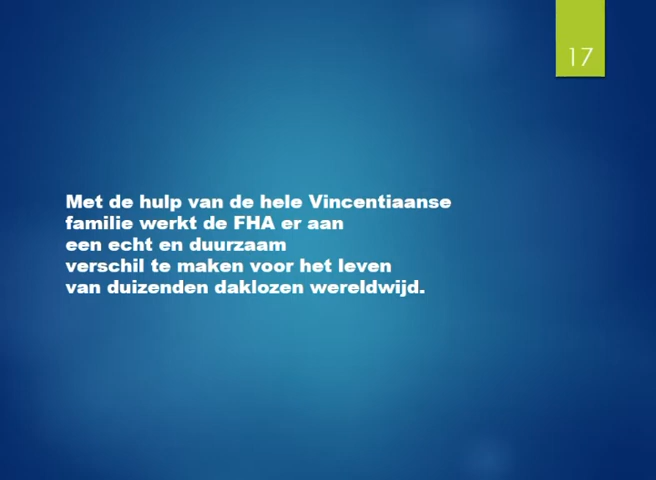 17
Met de hulp van de hele Vincentiaanse
familie werkt de FHA er aan
een echt en duurzaam
verschil te maken voor het leven
van duizenden daklozen wereldwijd.